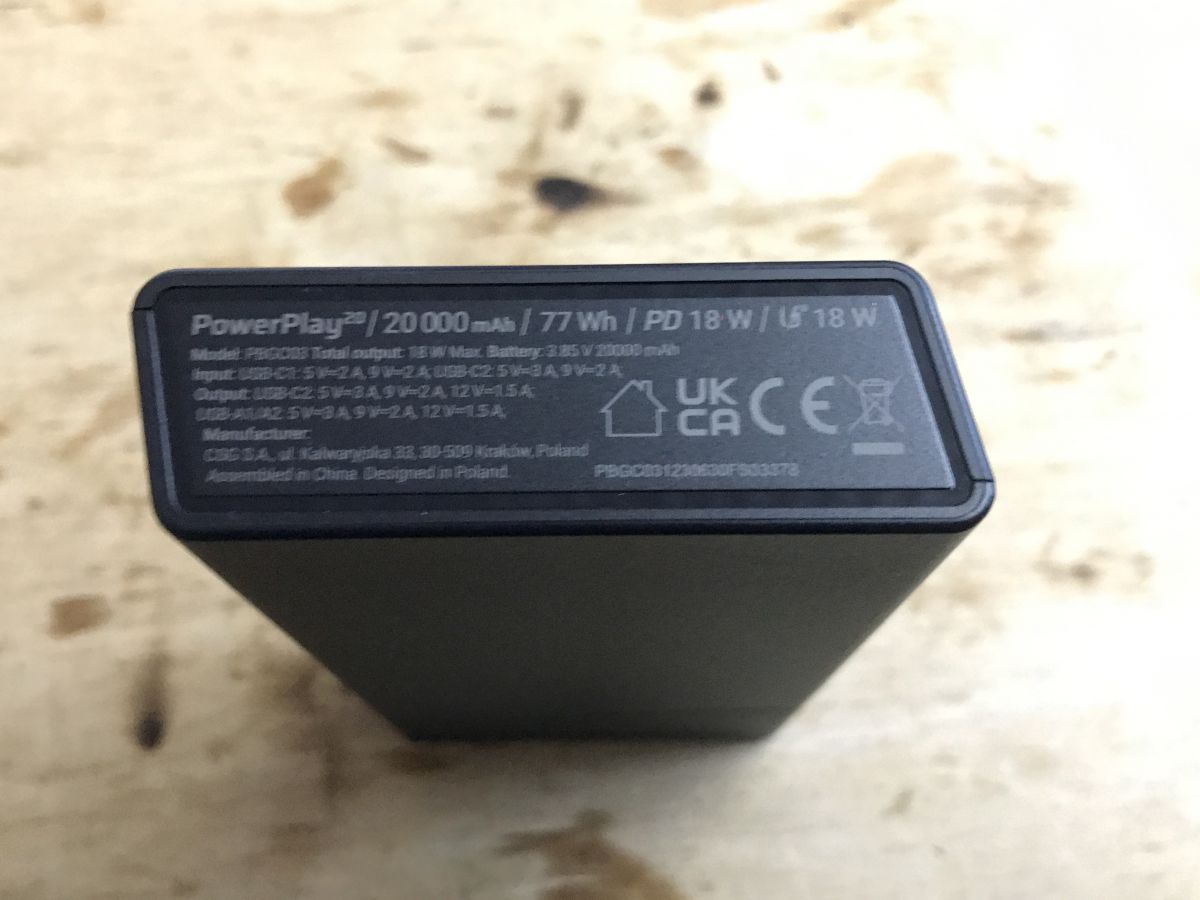 PowerPlay²⁰ / 20 000 mAh / 77 Wh / PD 18 W / 18 W
Model: PBGC03 Total output: 18 W Max. Battery: 3.85 V 20000 mAh
Input: USB-C1: 5 V=2 A, 9 V=2 A, USB-C2: 5 V=3 A, 9 V=2 A,
Output: USB-C2: 5 V=3 A, 9 V=2 A, 12 V=1.5 A,
USB-A1/A2: 5 V=3 A, 9 V=2 A, 12 V=1.5 A,
Manufacturer:
ul. Kalwaryjska 33, 30-509 Kraków, Poland
Assembled in China. Designed in Poland.
UK
CA
CE